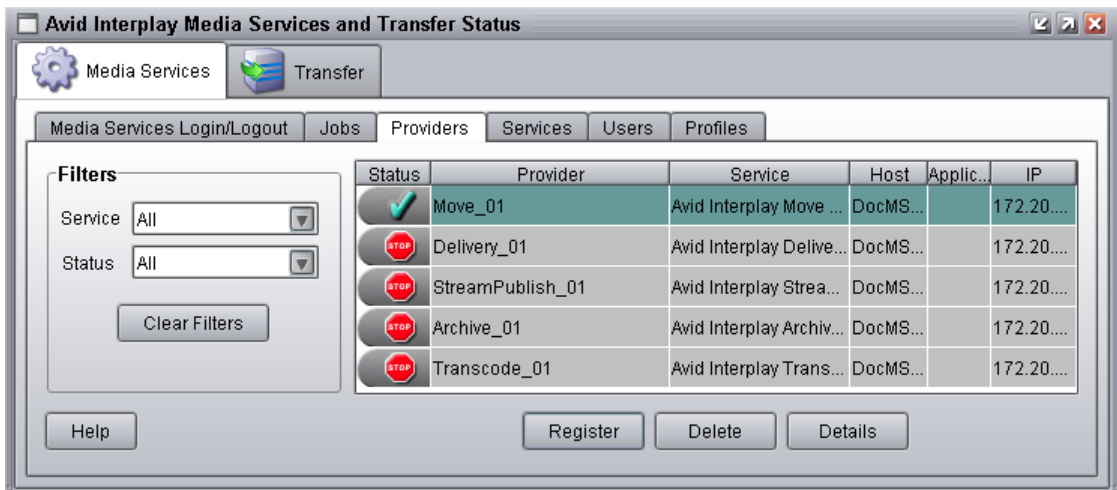 Avid Interplay Media Services and Transfer Status
Media Services Transfer
Media Services Login/Logout Jobs Providers Services Users Profiles
Filters
Service All
Status All
Clear Filters
Status Provider Service Host Applic... IP
Move_01 Avid Interplay Move ... DocMS... 172.20....
STOP Delivery_01 Avid Interplay Delive... DocMS... 172.20....
STOP StreamPublish_01 Avid Interplay Strea... DocMS... 172.20....
STOP Archive_01 Avid Interplay Archiv... DocMS... 172.20....
STOP Transcode_01 Avid Interplay Trans... DocMS... 172.20....
Help Register Delete Details